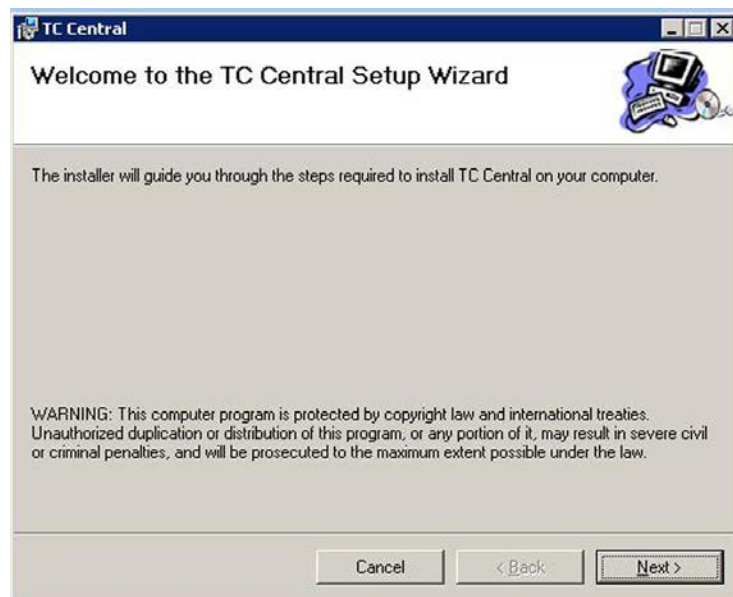 TC Central
Welcome to the TC Central Setup Wizard
The installer will guide you through the steps required to install TC Central on your computer.
WARNING: This computer program is protected by copyright law and international treaties.
Unauthorized duplication or distribution of this program, or any portion of it, may result in severe civil
or criminal penalties, and will be prosecuted to the maximum extent possible under the law.
Cancel < Back Next >